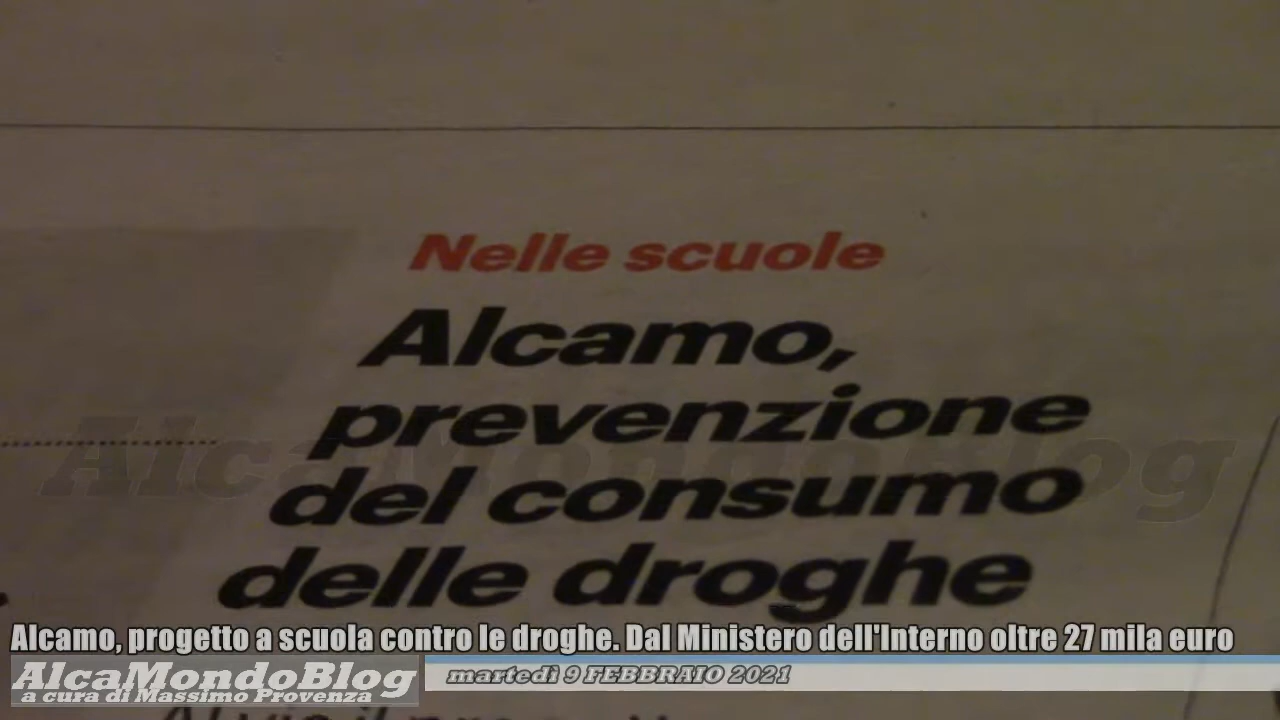 Nelle scuole
Alcamo,
prevenzione
del consumo
delle droghe
AlcaMondoBlog
Alcamo, progetto a scuola contro le droghe. Dal Ministero dell'Interno oltre 27 mila euro
AlcaMondoBlog
a cura di Massimo Provenza
martedì 9 FEBBRAIO 2021